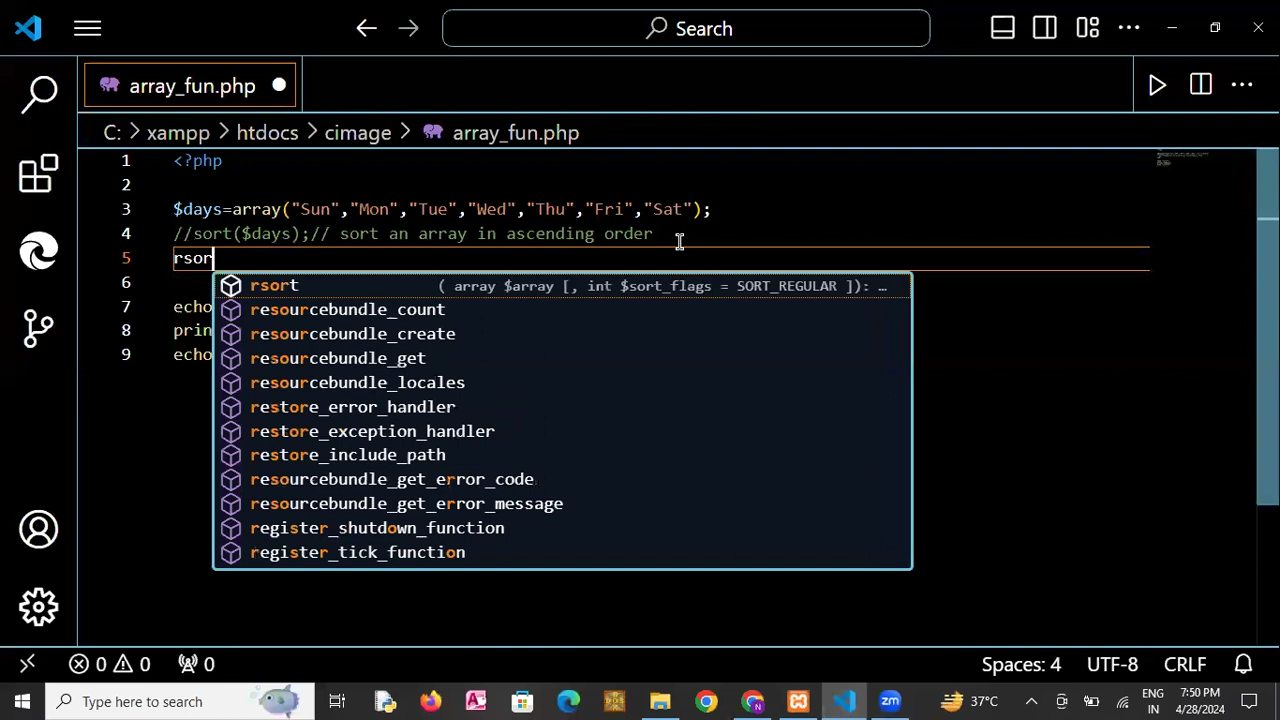 Search
array_fun.php
C: > xampp > htdocs > cimage > array_fun.php
1 <?php
2
3 $days=array("Sun","Mon","Tue","Wed","Thu","Fri","Sat");
4 //sort($days);// sort an array in ascending order
5 rsor
6
7 echo
8 prin
9 echo
rsort ( array $array [, int $sort_flags = SORT_REGULAR ]): …
resourcebundle_count
resourcebundle_create
resourcebundle_get
resourcebundle_locales
restore_error_handler
restore_exception_handler
restore_include_path
resourcebundle_get_error_code
resourcebundle_get_error_message
register_shutdown_function
register_tick_function
0 0 0 Spaces: 4 UTF-8 CRLF
Type here to search 37°C ENG 7:50 PM
IN 4/28/2024